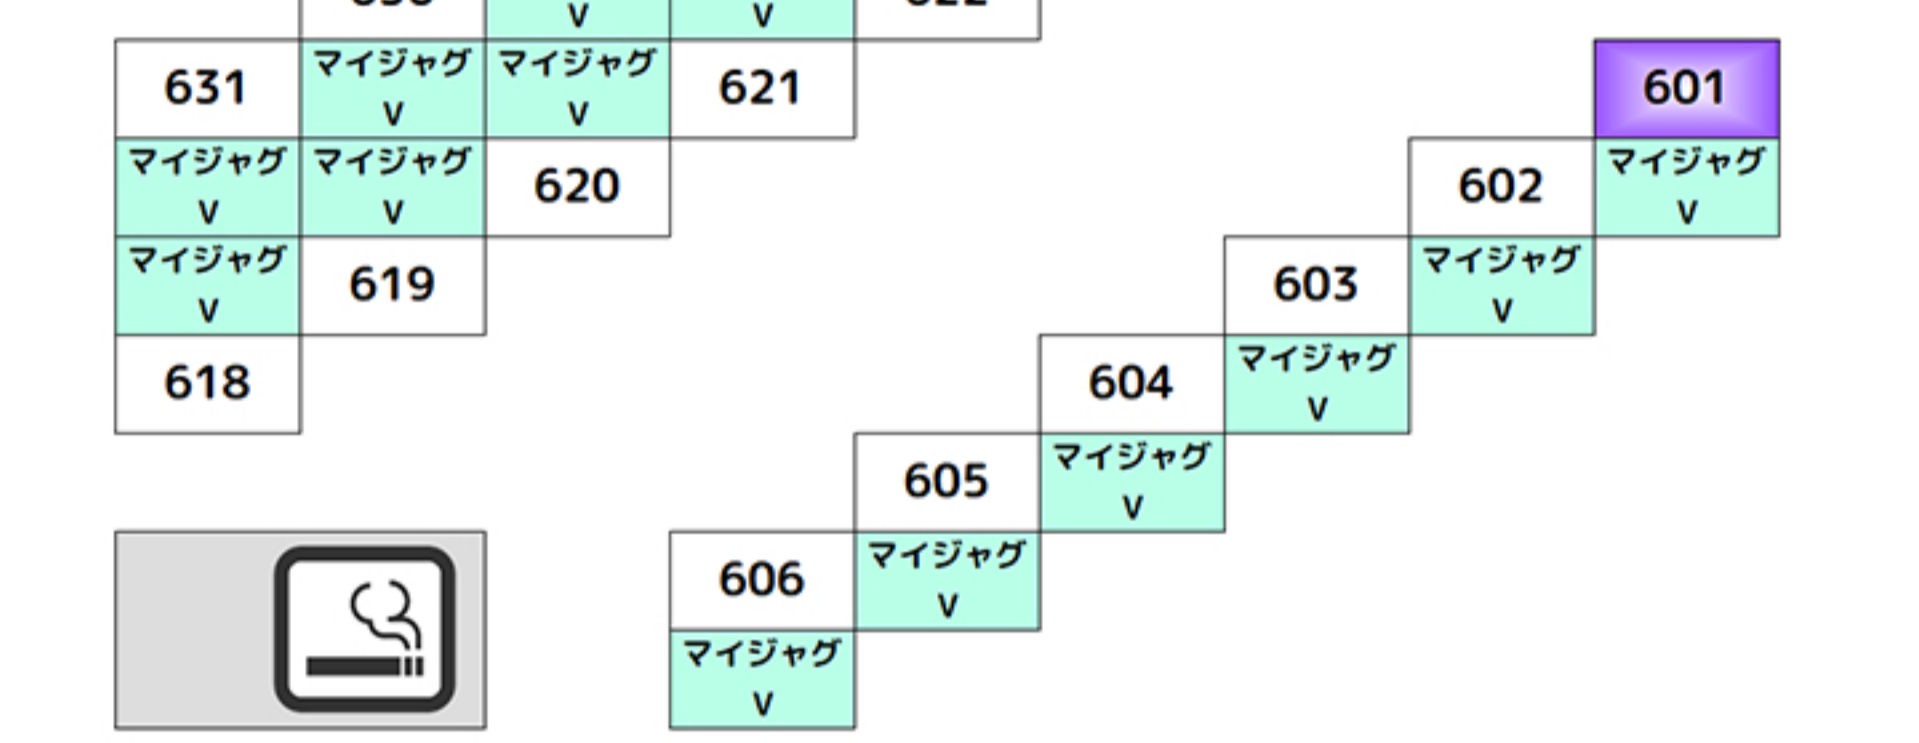 V V
631 マイジャグ マイジャグ 621 601
V V
マイジャグ マイジャグ 620 602 マイジャグ
V V V
マイジャグ 619 603 マイジャグ
V V
618 604 マイジャグ
V
605 マイジャグ
V
606 マイジャグ
V
マイジャグ
V